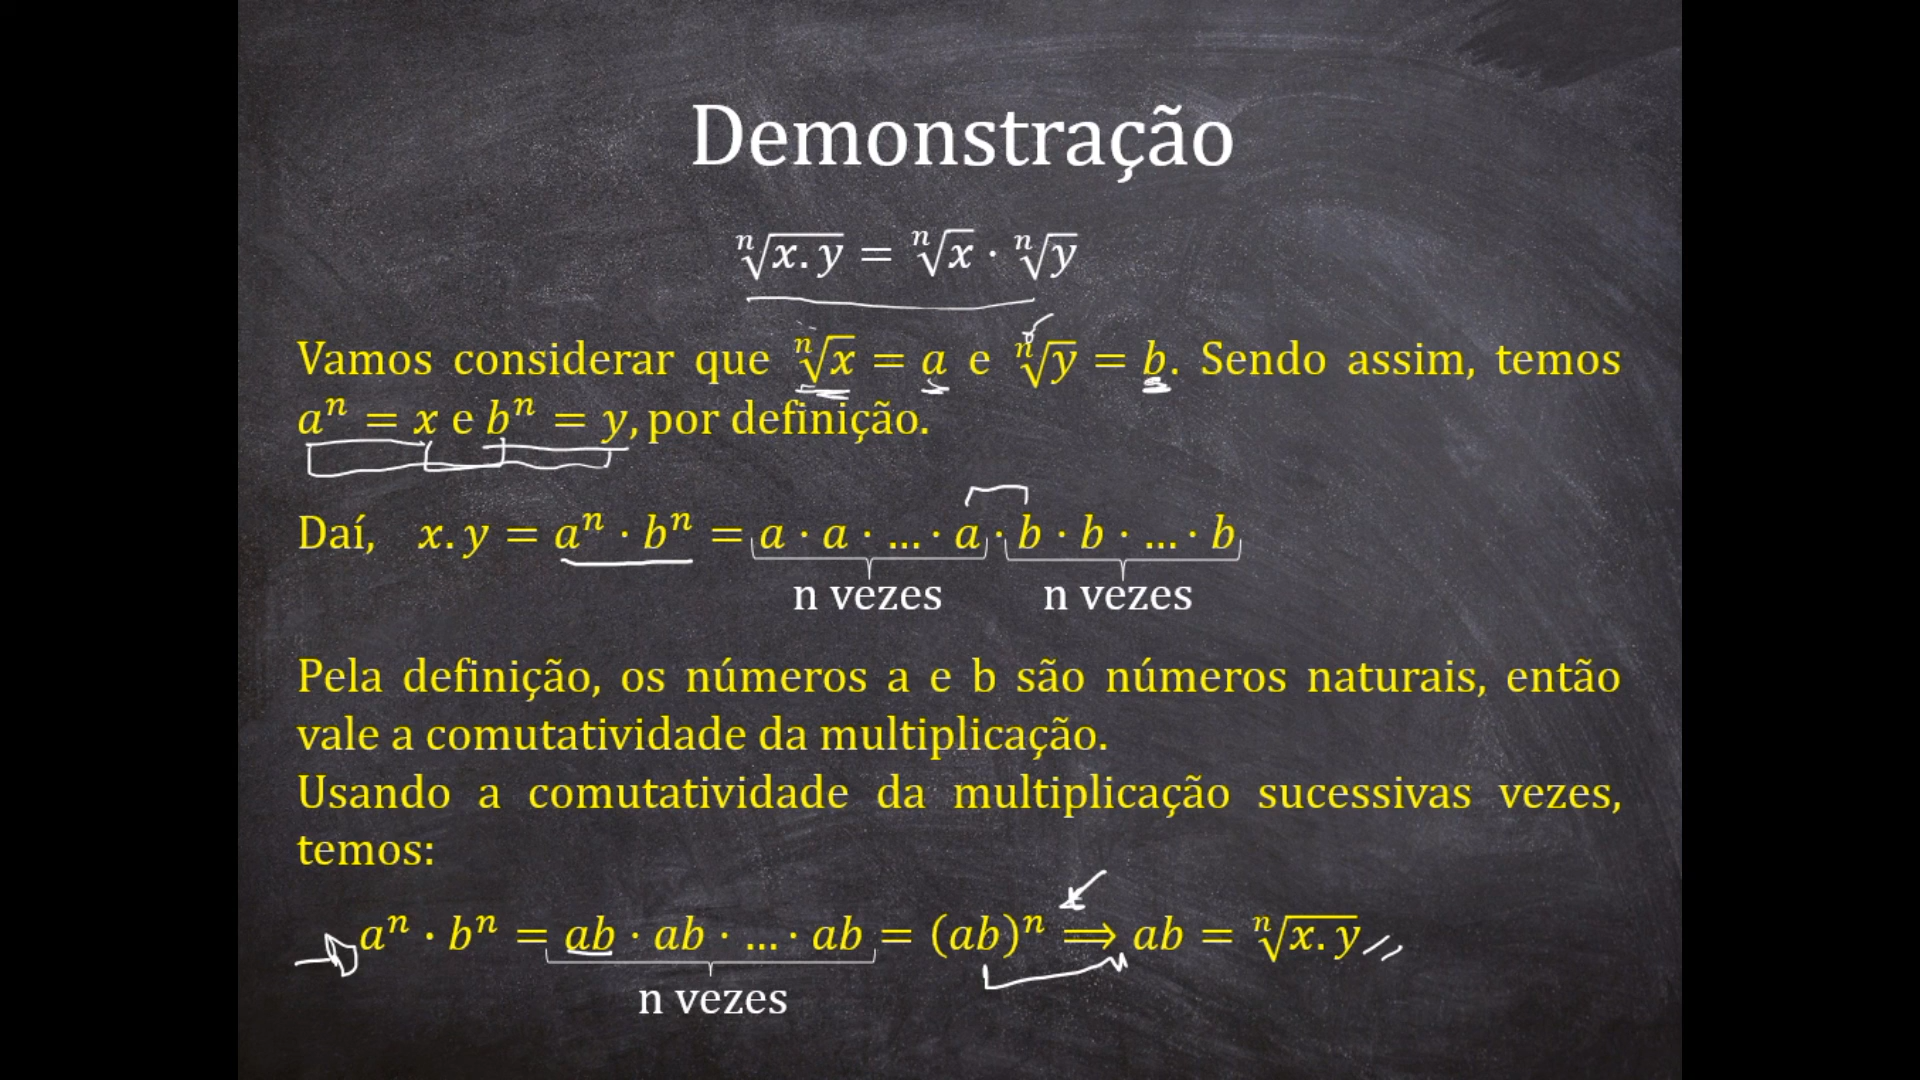 Demonstração
ⁿ√x.y = ⁿ√x · ⁿ√y
Vamos considerar que ⁿ√x = a e ⁿ√y = b. Sendo assim, temos
aⁿ = x e bⁿ = y, por definição.
Daí, x.y = aⁿ · bⁿ = a · a · ... · a · b · b · ... · b
n vezes n vezes
Pela definição, os números a e b são números naturais, então
vale a comutatividade da multiplicação.
Usando a comutatividade da multiplicação sucessivas vezes,
temos:
aⁿ · bⁿ = ab · ab · ... · ab = (ab)ⁿ ⟹ ab = ⁿ√x.y
n vezes